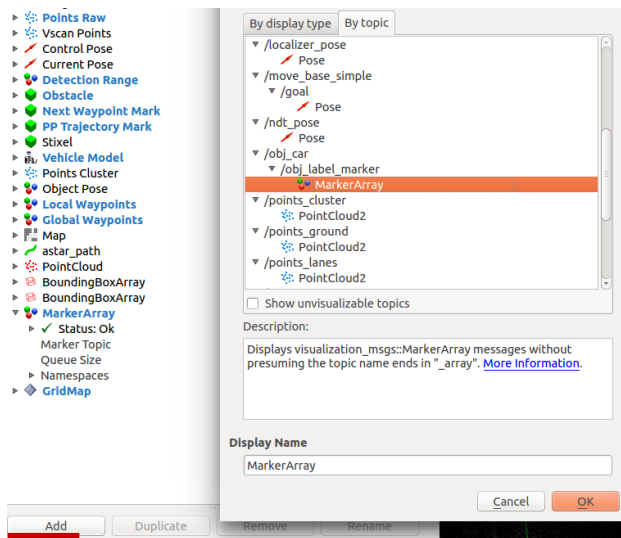 Points Raw
Vscan Points
Control Pose
Current Pose
Detection Range
Obstacle
Next Waypoint Mark
PP Trajectory Mark
Stixel
Vehicle Model
Points Cluster
Object Pose
Local Waypoints
Global Waypoints
Map
astar_path
PointCloud
BoundingBoxArray
BoundingBoxArray
MarkerArray
Status: Ok
Marker Topic
Queue Size
Namespaces
GridMap
Add
Duplicate
Remove
Rename
By display type
By topic
/localizer_pose
Pose
/move_base_simple
/goal
Pose
/ndt_pose
Pose
/obj_car
/obj_label_marker
MarkerArray
/points_cluster
PointCloud2
/points_ground
PointCloud2
/points_lanes
PointCloud2
Show unvisualizable topics
Description:
Displays visualization_msgs::MarkerArray messages without
presuming the topic name ends in "_array". More Information.
Display Name
MarkerArray
Cancel
OK